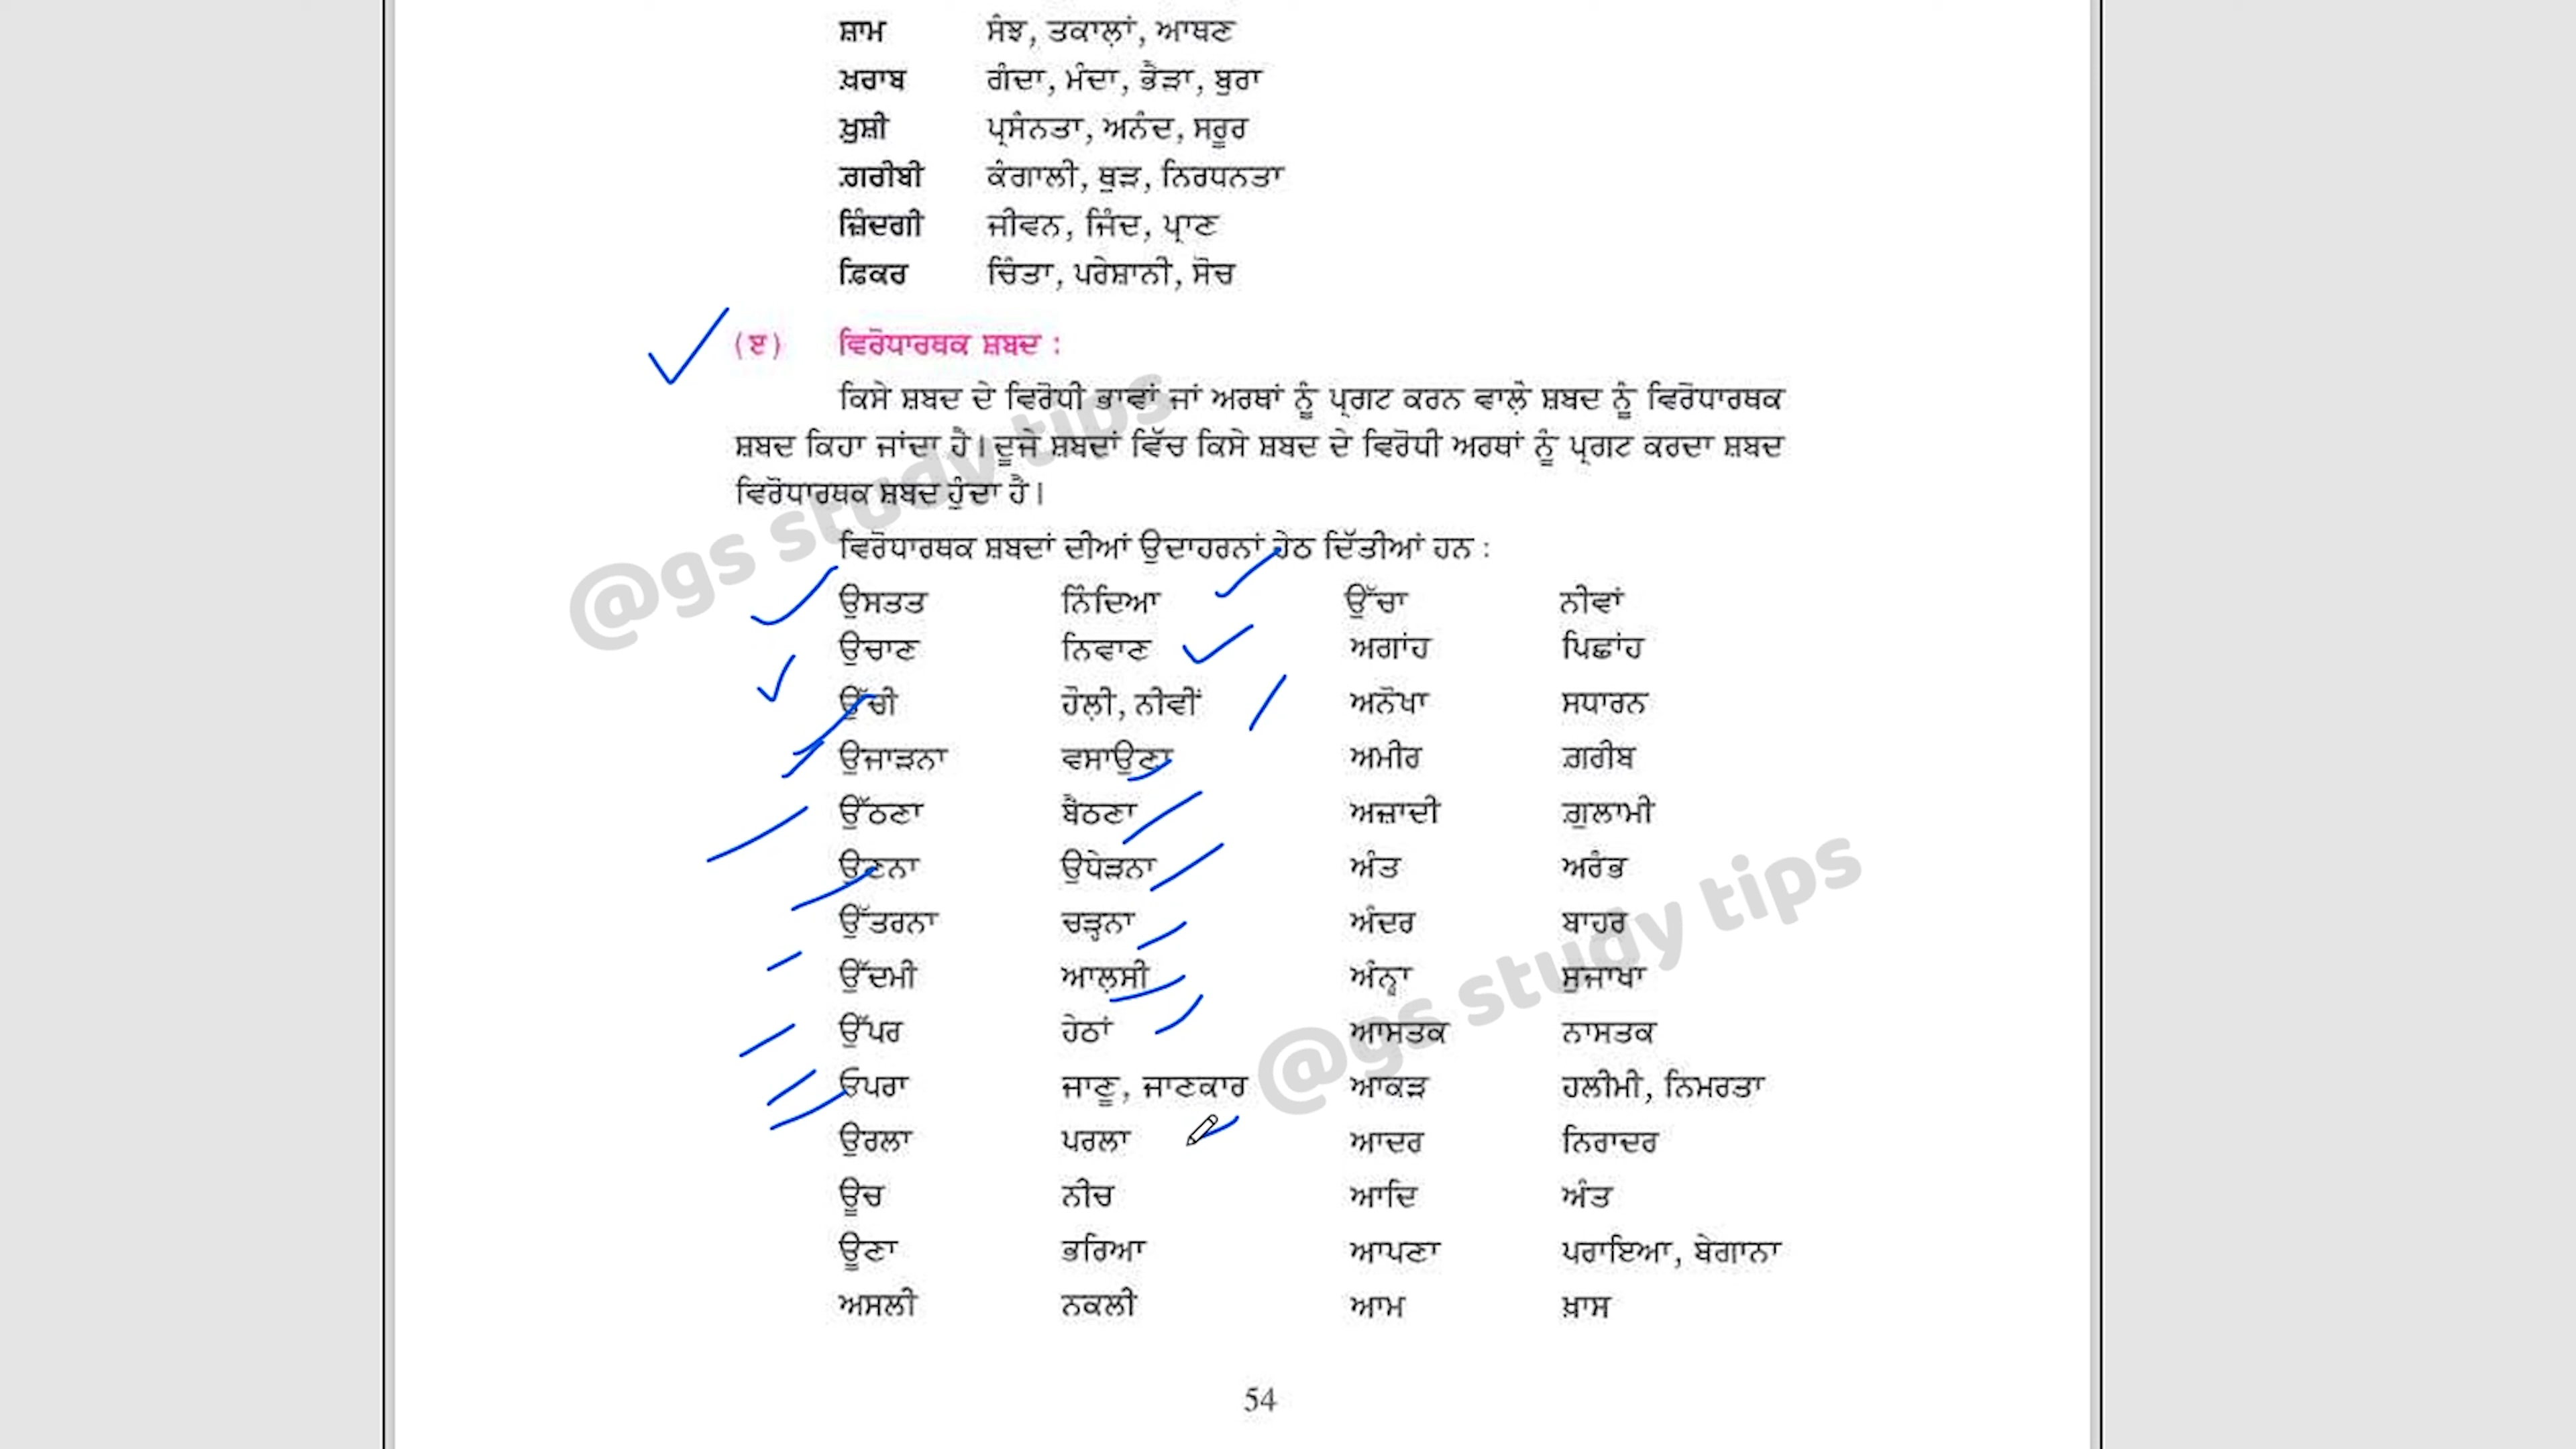 ਸ਼ਾਮ ਸੰਝ, ਤਕਾਲ਼ਾਂ, ਆਥਣ
ਖ਼ਰਾਬ ਗੰਦਾ, ਮੰਦਾ, ਭੈੜਾ, ਬੁਰਾ
ਖ਼ੁਸ਼ੀ ਪ੍ਰਸੰਨਤਾ, ਅਨੰਦ, ਸਰੂਰ
ਗ਼ਰੀਬੀ ਕੰਗਾਲੀ, ਥੁੜ, ਨਿਰਧਨਤਾ
ਜ਼ਿੰਦਗੀ ਜੀਵਨ, ਜਿੰਦ, ਪ੍ਰਾਣ
ਫ਼ਿਕਰ ਚਿੰਤਾ, ਪਰੇਸ਼ਾਨੀ, ਸੋਚ
(ੲ) ਵਿਰੋਧਾਰਥਕ ਸ਼ਬਦ :
ਕਿਸੇ ਸ਼ਬਦ ਦੇ ਵਿਰੋਧੀ ਭਾਵਾਂ ਜਾਂ ਅਰਥਾਂ ਨੂੰ ਪ੍ਰਗਟ ਕਰਨ ਵਾਲ਼ੇ ਸ਼ਬਦ ਨੂੰ ਵਿਰੋਧਾਰਥਕ
ਸ਼ਬਦ ਕਿਹਾ ਜਾਂਦਾ ਹੈ। ਦੂਜੇ ਸ਼ਬਦਾਂ ਵਿੱਚ ਕਿਸੇ ਸ਼ਬਦ ਦੇ ਵਿਰੋਧੀ ਅਰਥਾਂ ਨੂੰ ਪ੍ਰਗਟ ਕਰਦਾ ਸ਼ਬਦ
ਵਿਰੋਧਾਰਥਕ ਸ਼ਬਦ ਹੁੰਦਾ ਹੈ।
ਵਿਰੋਧਾਰਥਕ ਸ਼ਬਦਾਂ ਦੀਆਂ ਉਦਾਹਰਨਾਂ ਹੇਠ ਦਿੱਤੀਆਂ ਹਨ :
@gs study tips
ਉਸਤਤ ਨਿੰਦਿਆ ਉੱਚਾ ਨੀਵਾਂ
ਉਚਾਣ ਨਿਵਾਣ ਅਗਾਂਹ ਪਿਛਾਂਹ
ਉੱਚੀ ਹੌਲ਼ੀ, ਨੀਵੀਂ ਅਨੋਖਾ ਸਧਾਰਨ
ਉਜਾੜਨਾ ਵਸਾਉਣਾ ਅਮੀਰ ਗ਼ਰੀਬ
ਉੱਠਣਾ ਬੈਠਣਾ ਅਜ਼ਾਦੀ ਗ਼ੁਲਾਮੀ
ਉਣਨਾ ਉਧੇੜਨਾ ਅੰਤ ਅਰੰਭ
ਉੱਤਰਨਾ ਚੜ੍ਹਨਾ ਅੰਦਰ ਬਾਹਰ
ਉੱਦਮੀ ਆਲ਼ਸੀ ਅੰਨ੍ਹਾ ਸੁਜਾਖਾ
ਉੱਪਰ ਹੇਠਾਂ ਆਸਤਕ ਨਾਸਤਕ
ਓਪਰਾ ਜਾਣੂ, ਜਾਣਕਾਰ ਆਕੜ ਹਲੀਮੀ, ਨਿਮਰਤਾ
ਉਰਲਾ ਪਰਲਾ ਆਦਰ ਨਿਰਾਦਰ
ਊਚ ਨੀਚ ਆਦਿ ਅੰਤ
ਊਣਾ ਭਰਿਆ ਆਪਣਾ ਪਰਾਇਆ, ਬੇਗਾਨਾ
ਅਸਲੀ ਨਕਲੀ ਆਮ ਖ਼ਾਸ
@gs study tips
54